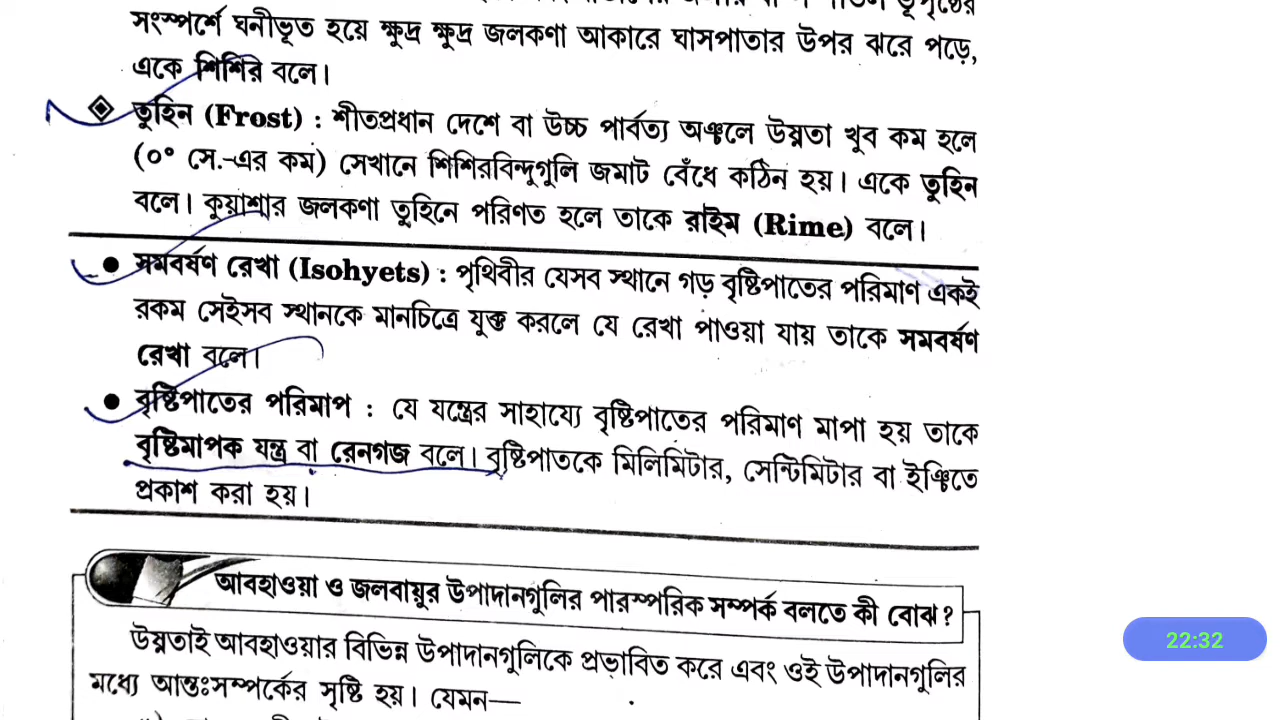 ভূপৃষ্ঠের
সংস্পর্শে ঘনীভূত হয়ে ক্ষুদ্র ক্ষুদ্র জলকণা আকারে ঘাসপাতার উপর ঝরে পড়ে,
একে শিশির বলে।
তুহিন (Frost) : শীতপ্রধান দেশে বা উচ্চ পার্বত্য অঞ্চলে উষ্ণতা খুব কম হলে
(০° সে.-এর কম) সেখানে শিশিরবিন্দুগুলি জমাট বেঁধে কঠিন হয়। একে তুহিন
বলে। কুয়াশার জলকণা তুহিনে পরিণত হলে তাকে রাইম (Rime) বলে।
● সমবর্ষণ রেখা (Isohyets) : পৃথিবীর যেসব স্থানে গড় বৃষ্টিপাতের পরিমাণ একই
রকম সেইসব স্থানকে মানচিত্রে যুক্ত করলে যে রেখা পাওয়া যায় তাকে সমবর্ষণ
রেখা বলে।
● বৃষ্টিপাতের পরিমাপ : যে যন্ত্রের সাহায্যে বৃষ্টিপাতের পরিমাণ মাপা হয় তাকে
বৃষ্টিমাপক যন্ত্র বা রেনগজ বলে। বৃষ্টিপাতকে মিলিমিটার, সেন্টিমিটার বা ইঞ্চিতে
প্রকাশ করা হয়।
আবহাওয়া ও জলবায়ুর উপাদানগুলির পারস্পরিক সম্পর্ক বলতে কী বোঝ?
উষ্ণতাই আবহাওয়ার বিভিন্ন উপাদানগুলিকে প্রভাবিত করে এবং ওই উপাদানগুলির
মধ্যে আন্তঃসম্পর্কের সৃষ্টি হয়। যেমন—
22:32